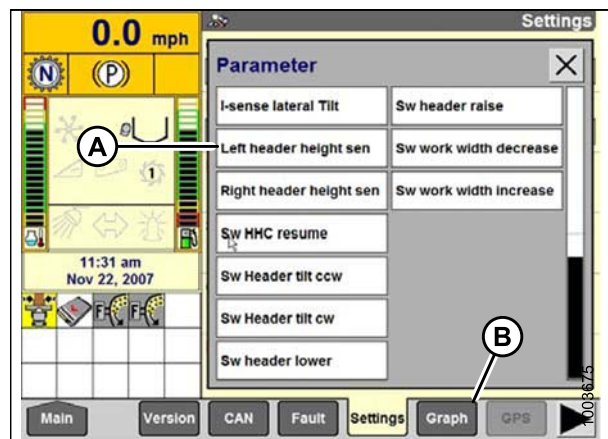 0.0 mph
Settings
N
(P)
Parameter
I-sense lateral Tilt
Sw header raise
Left header height sen
Sw work width decrease
Right header height sen
Sw work width increase
Sw HHC resume
Sw Header tilt ccw
Sw Header tilt cw
Sw header lower
A
1
11:31 am
Nov 22, 2007
F
F
B
Main
Version
CAN
Fault
Settings
Graph
GPS
1003675